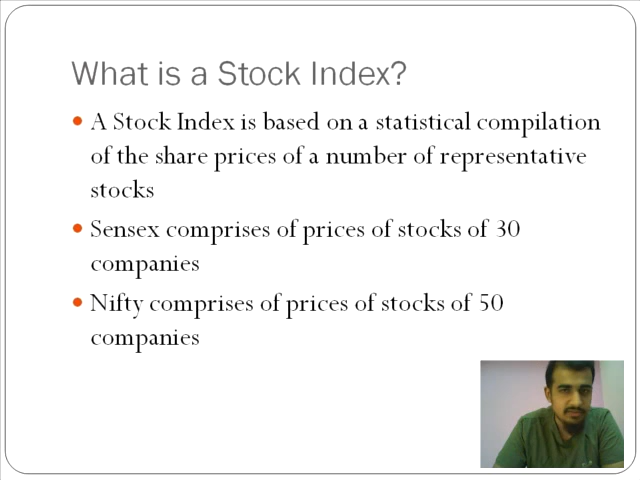 What is a Stock Index?
A Stock Index is based on a statistical compilation
of the share prices of a number of representative
stocks
Sensex comprises of prices of stocks of 30
companies
Nifty comprises of prices of stocks of 50
companies